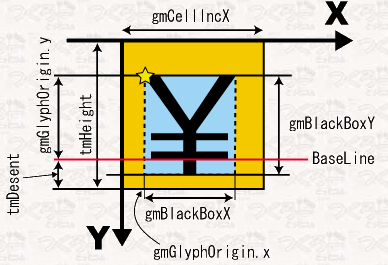 gmCellIncX
X
gmGlyphOrigin.y
tmHeight
¥
gmBlackBoxY
BaseLine
tmDesent
gmBlackBoxX
Y
gmGlyphOrigin.x